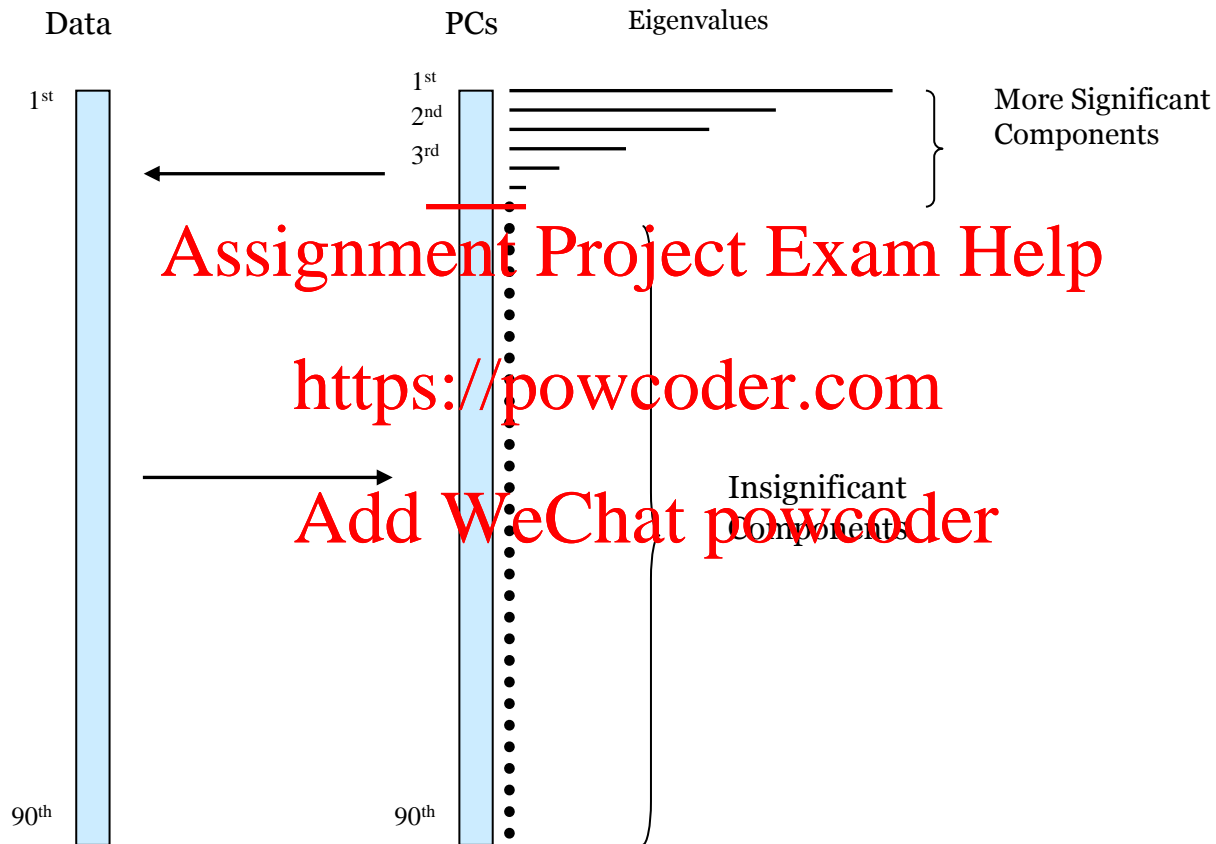 Data
PCs
Eigenvalues
1st
1st
2nd
3rd
More Significant
Components
Assignment Project Exam Help
https://powcoder.com
Insignificant
Components
Add WeChat powcoder
90th
90th